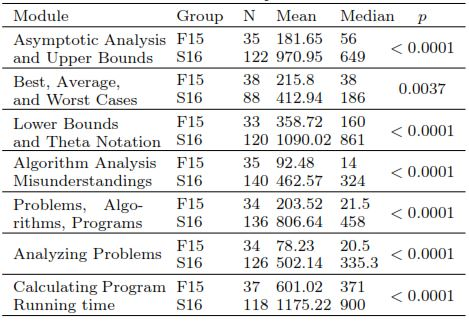 Module Group N Mean Median p
Asymptotic Analysis F15 35 181.65 56
and Upper Bounds S16 122 970.95 649 < 0.0001
Best, Average, F15 38 215.8 38
and Worst Cases S16 88 412.94 186 0.0037
Lower Bounds F15 33 358.72 160
and Theta Notation S16 120 1090.02 861 < 0.0001
Algorithm Analysis F15 35 92.48 14
Misunderstandings S16 140 462.57 324 < 0.0001
Problems, Algo- F15 34 203.52 21.5
rithms, Programs S16 136 806.64 458 < 0.0001
Analyzing Problems F15 34 78.23 20.5
S16 126 502.14 335.3 < 0.0001
Calculating Program F15 37 601.02 371
Running time S16 118 1175.22 900 < 0.0001